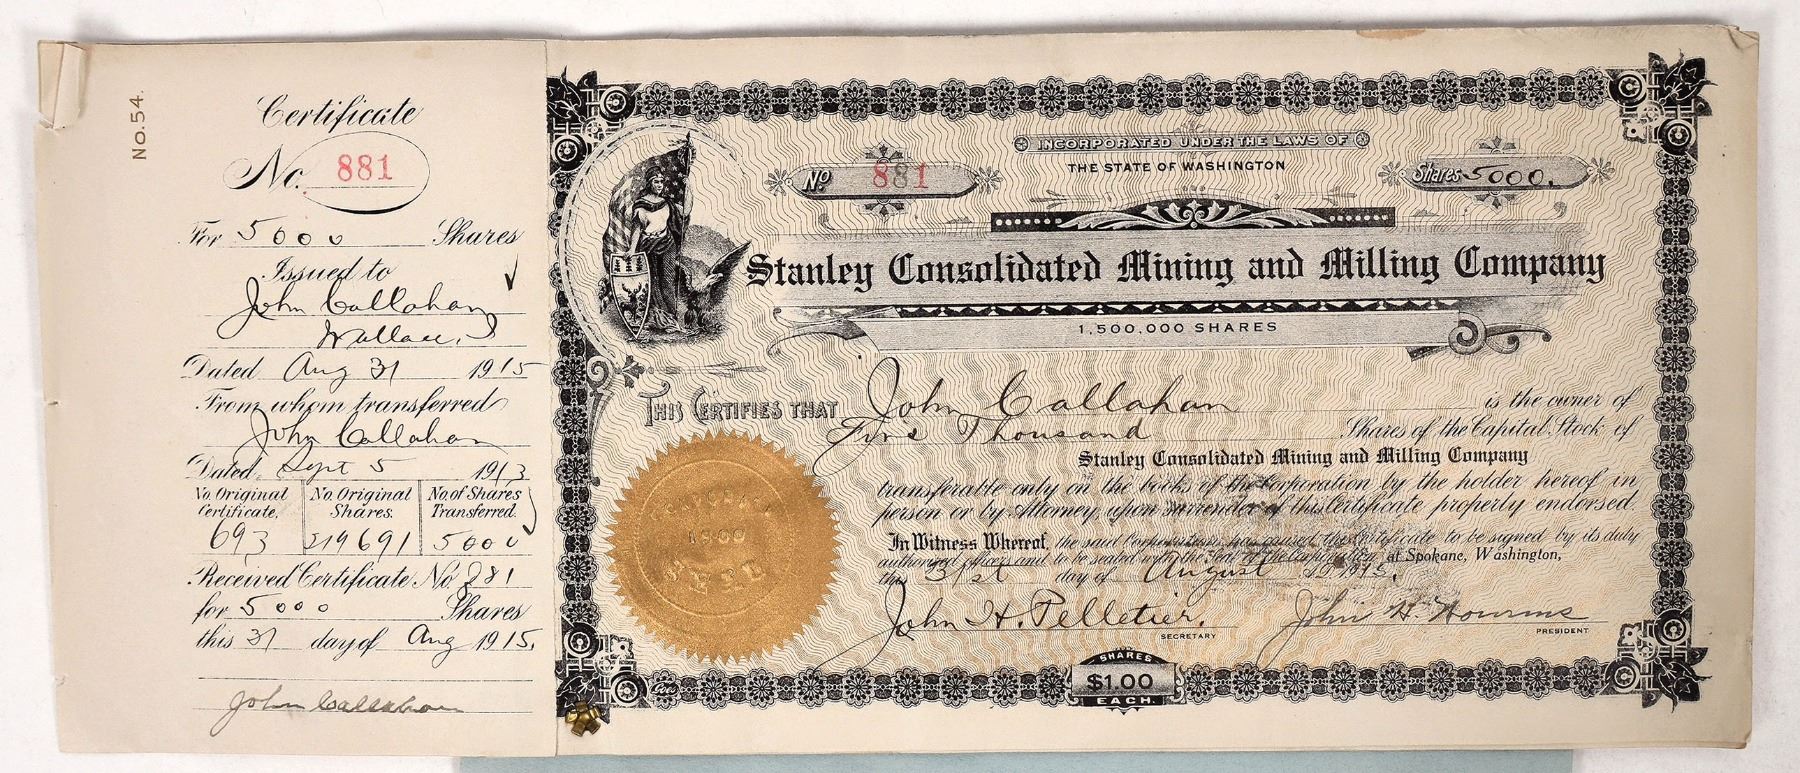 No.54.
Certificate
No. 881
For 5000 Shares
Issued to
John Callahan
Wallace, I
Dated Aug 31 1915
From whom transferred
John Callahan
Dated, Sept 5 1913
No. Original Certificate. No. Original Shares. No. of Shares Transferred.
693 219691 5000
Received Certificate No 881
for 5000 Shares
this 31 day of Aug 1915.
John Callahan
INCORPORATED UNDER THE LAWS OF
THE STATE OF WASHINGTON
No 881
Shares 5000.
Stanley Consolidated Mining and Milling Company
1,500,000 SHARES
THIS CERTIFIES THAT John Callahan is the owner of
Five Thousand Shares of the Capital Stock of
Stanley Consolidated Mining and Milling Company
transferable only on the books of the Corporation by the holder hereof in
person or by Attorney, upon surrender of this Certificate properly endorsed.
In Witness Whereof, the said Corporation has caused this Certificate to be signed by its duty
authorized officers and to be sealed with the Seal of the Corporation at Spokane, Washington,
this 31st day of August A.D. 1915.
John H. Pelletier.
SECRETARY
John H.
PRESIDENT
SHARES
$1.00
EACH.
1906
SEAL